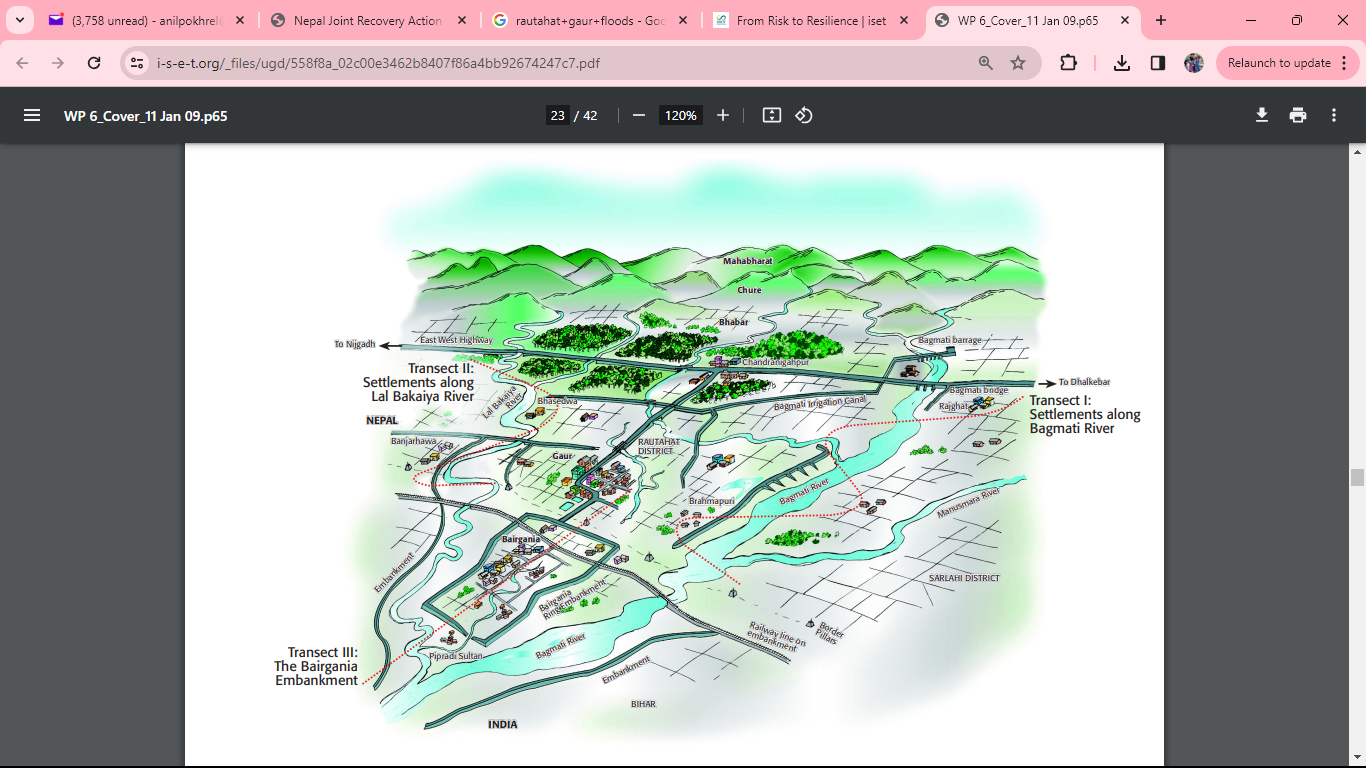 (3,758 unread) - anilpokhrel
Nepal Joint Recovery Action
rautahat+gaur+floods - Goo
From Risk to Resilience | iset
WP 6_Cover_11 Jan 09.p65
i-s-e-t.org/_files/ugd/558f8a_02c00e3462b8407f86a4bb92674247c7.pdf
Relaunch to update
WP 6_Cover_11 Jan 09.p65
23 / 42
120%
Mahabharat
Chure
Bhabar
To Nijgadh
East West Highway
Bagmati barrage
Chandranigahpur
To Dhalkebar
Transect II:
Settlements along
Lal Bakaiya River
Lal Bakaiya
River
Bhasedwa
Bagmati Irrigation Canal
Bagmati bridge
Rajghat
Transect I:
Settlements along
Bagmati River
NEPAL
Banjarhawa
RAUTAHAT
DISTRICT
Gaur
Brahmapuri
Bagmati River
Manusmara River
Bairgania
Embankment
Bairgania
Ring Embankment
SARLAHI DISTRICT
Border
Pillars
Railway line on
embankment
Bagmati River
Pipradi Sultan
Transect III:
The Bairgania
Embankment
Embankment
BIHAR
INDIA